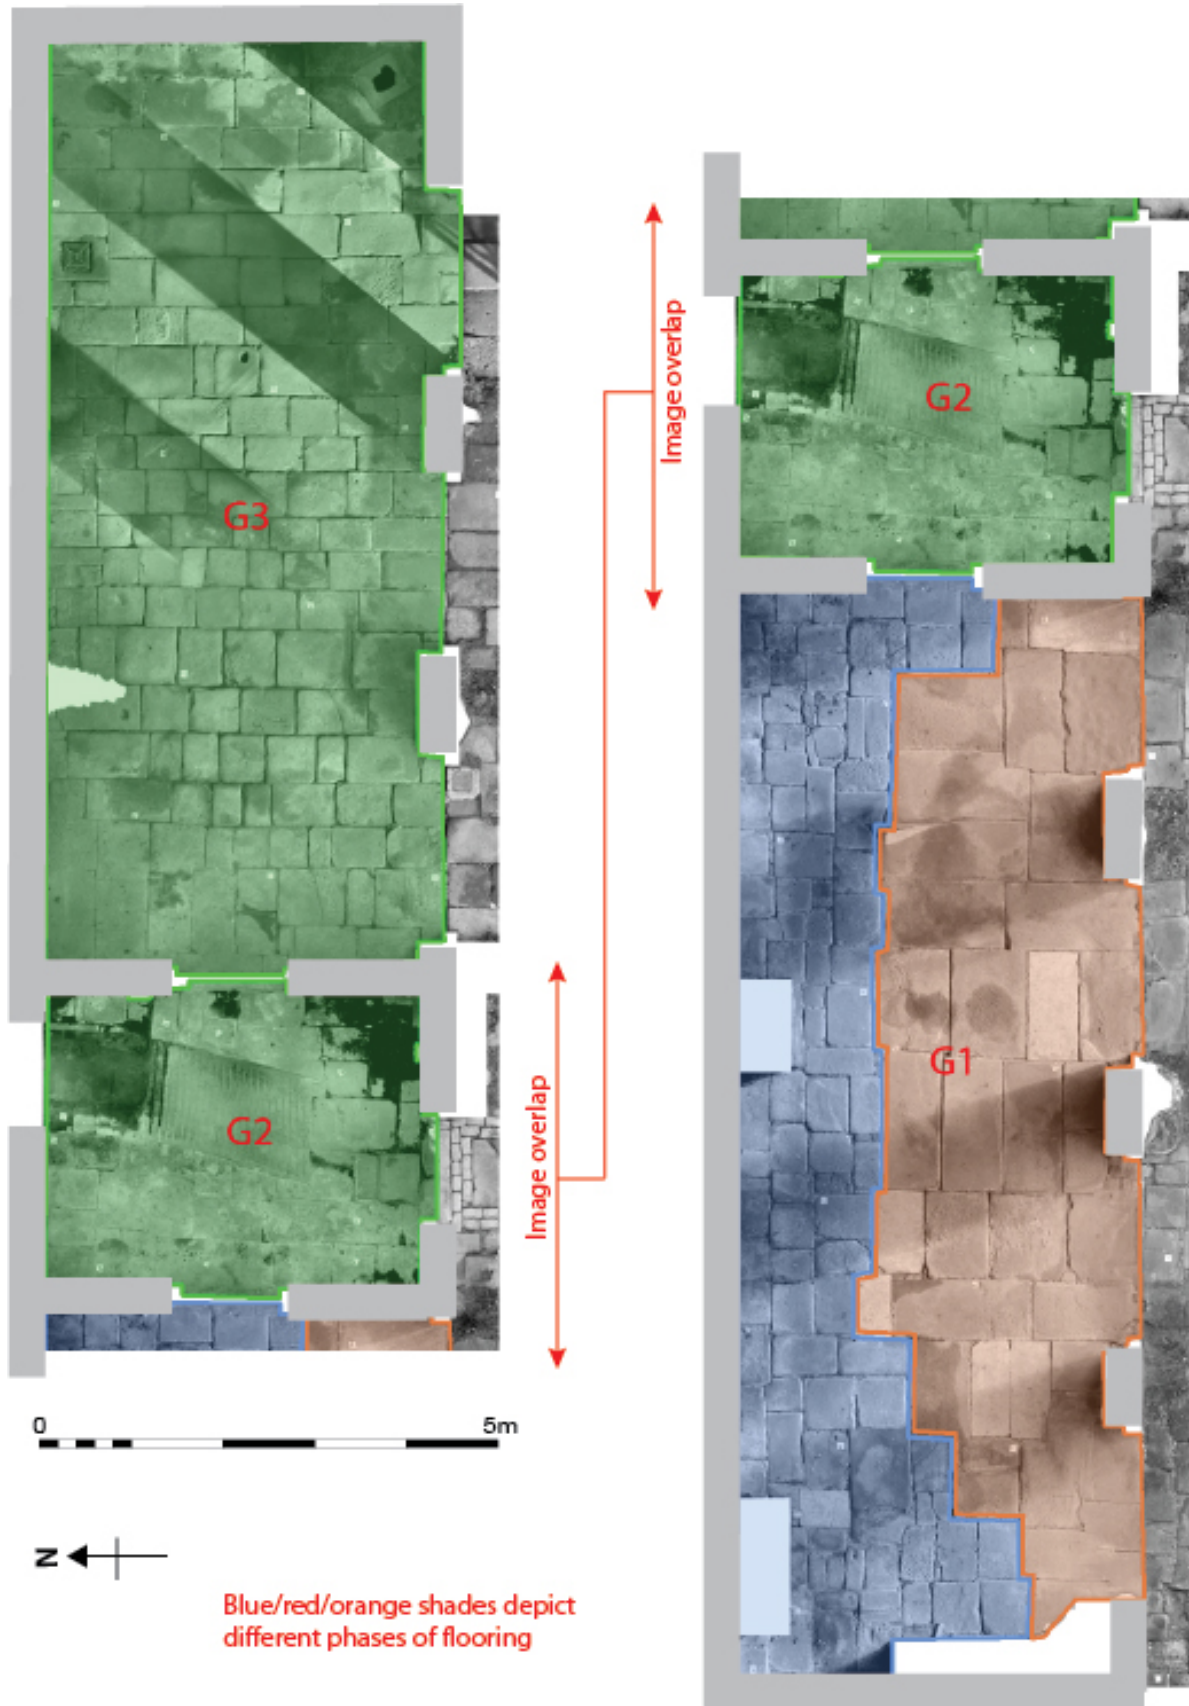 G3
G2
Image overlap
Image overlap
G2
G1
0 5m
N
Blue/red/orange shades depict
different phases of flooring